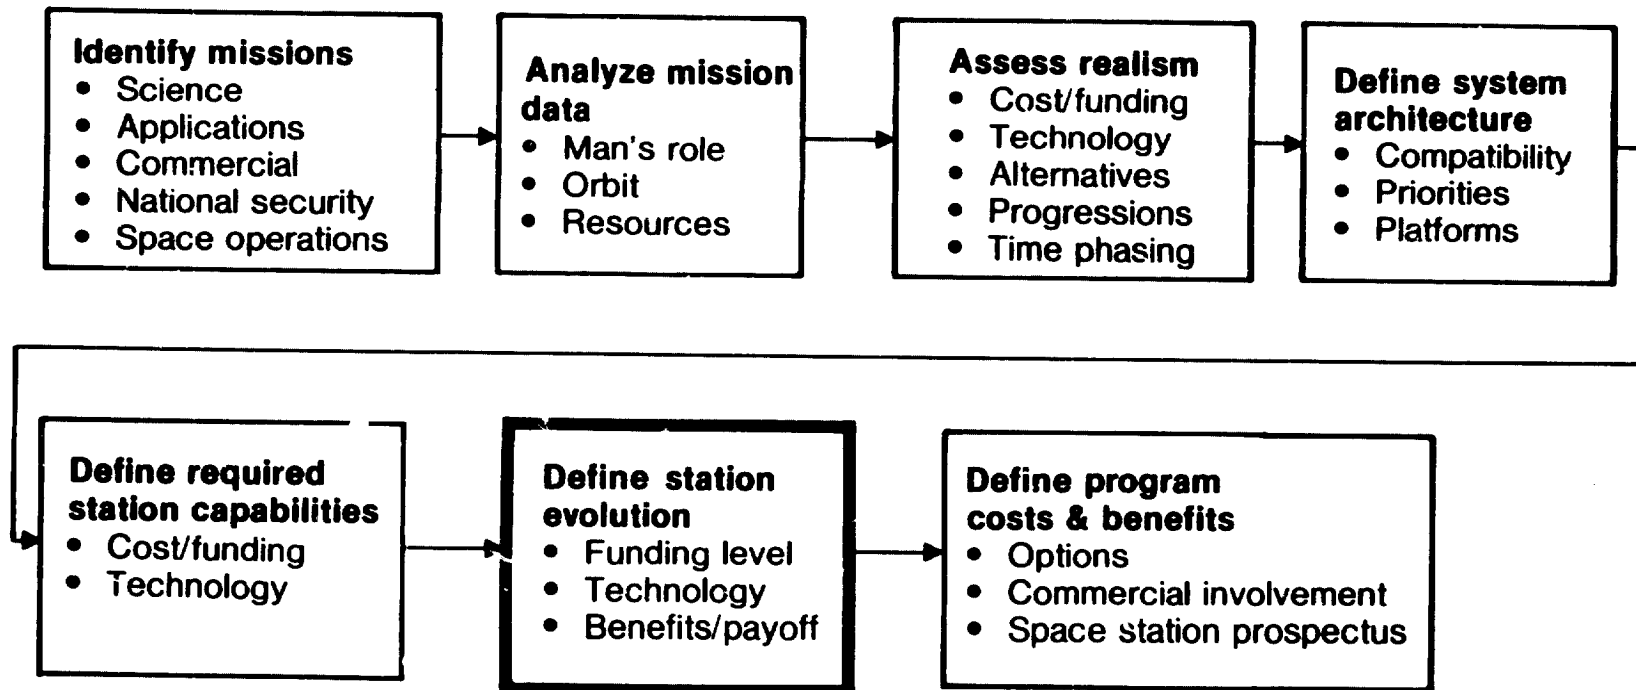 Identify missions
• Science
• Applications
• Commercial
• National security
• Space operations
Analyze mission
data
• Man's role
• Orbit
• Resources
Assess realism
• Cost/funding
• Technology
• Alternatives
• Progressions
• Time phasing
Define system
architecture
• Compatibility
• Priorities
• Platforms
Define required
station capabilities
• Cost/funding
• Technology
Define station
evolution
• Funding level
• Technology
• Benefits/payoff
Define program
costs & benefits
• Options
• Commercial involvement
• Space station prospectus